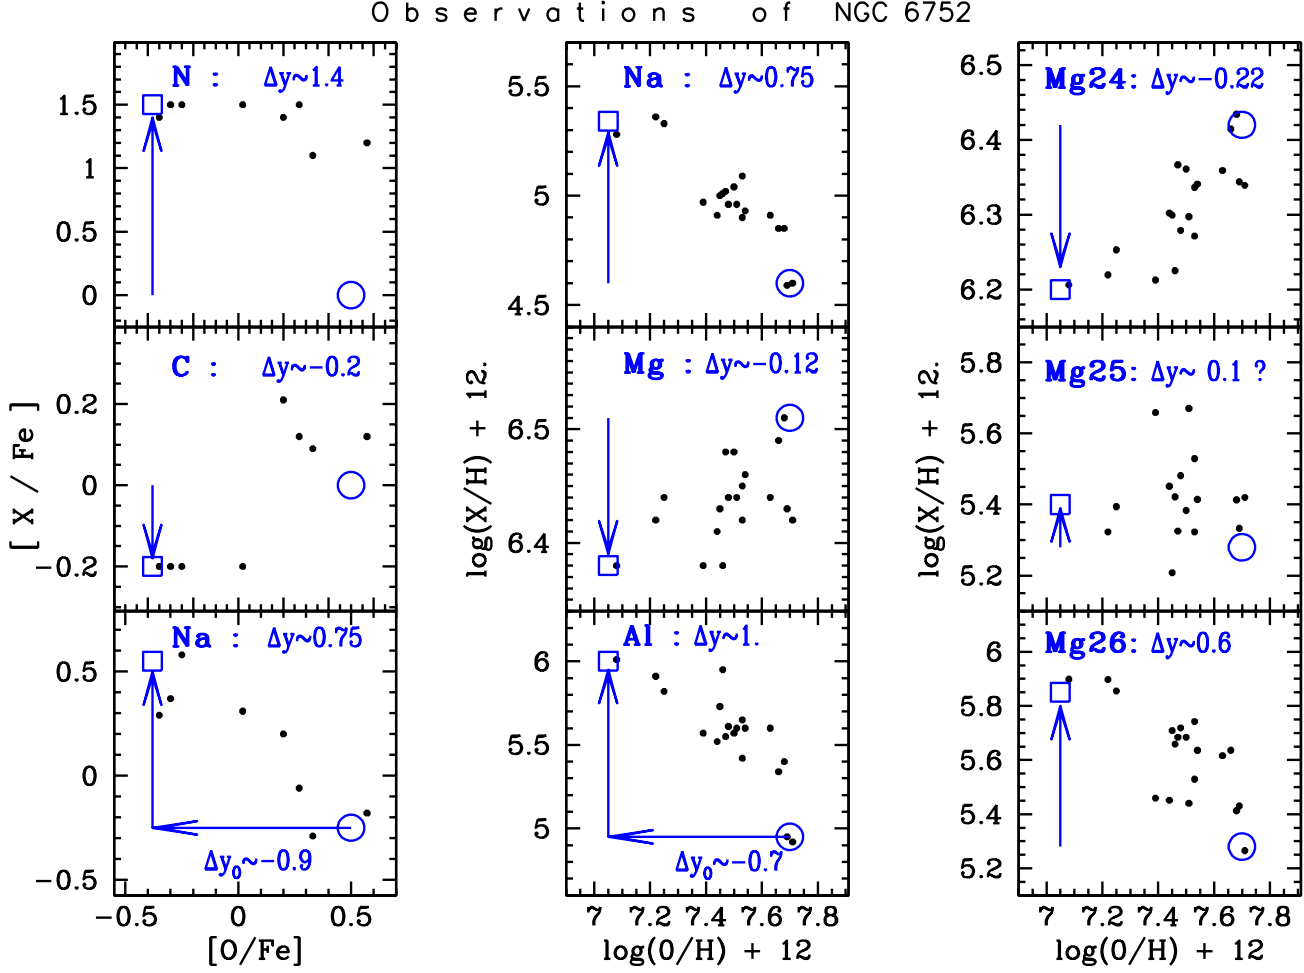 Observations of NGC 6752
N : Δy~1.4
1.5
1
0.5
0
C : Δy~-0.2
0.2
0
-0.2
[ X / Fe ]
Na : Δy~0.75
0.5
0
-0.5
Δy₀~-0.9
-0.5 0 0.5
[O/Fe]
Na : Δy~0.75
5.5
5
4.5
Mg : Δy~-0.12
6.5
6.4
log(X/H) + 12.
Al : Δy~1.
6
5.5
5
Δy₀~-0.7
7 7.2 7.4 7.6 7.8
log(O/H) + 12
Mg24: Δy~-0.22
6.5
6.4
6.3
6.2
Mg25: Δy~ 0.1 ?
5.8
5.6
5.4
5.2
log(X/H) + 12.
Mg26: Δy~0.6
6
5.8
5.6
5.4
5.2
7 7.2 7.4 7.6 7.8
log(O/H) + 12